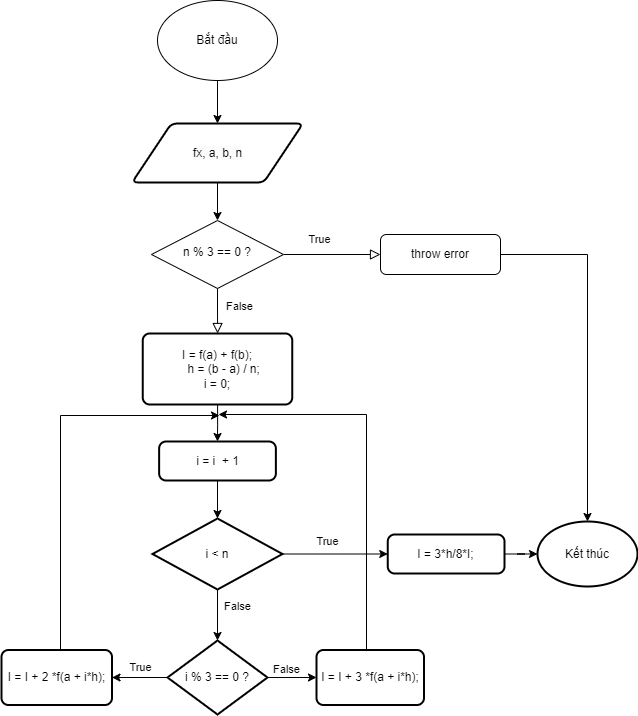 Bắt đầu
fx, a, b, n
n % 3 == 0 ?
True
throw error
False
I = f(a) + f(b);
h = (b - a) / n;
i = 0;
i = i + 1
i < n
True
I = 3*h/8*I;
Kết thúc
False
I = I + 2 *f(a + i*h);
True
i % 3 == 0 ?
False
I = I + 3 *f(a + i*h);